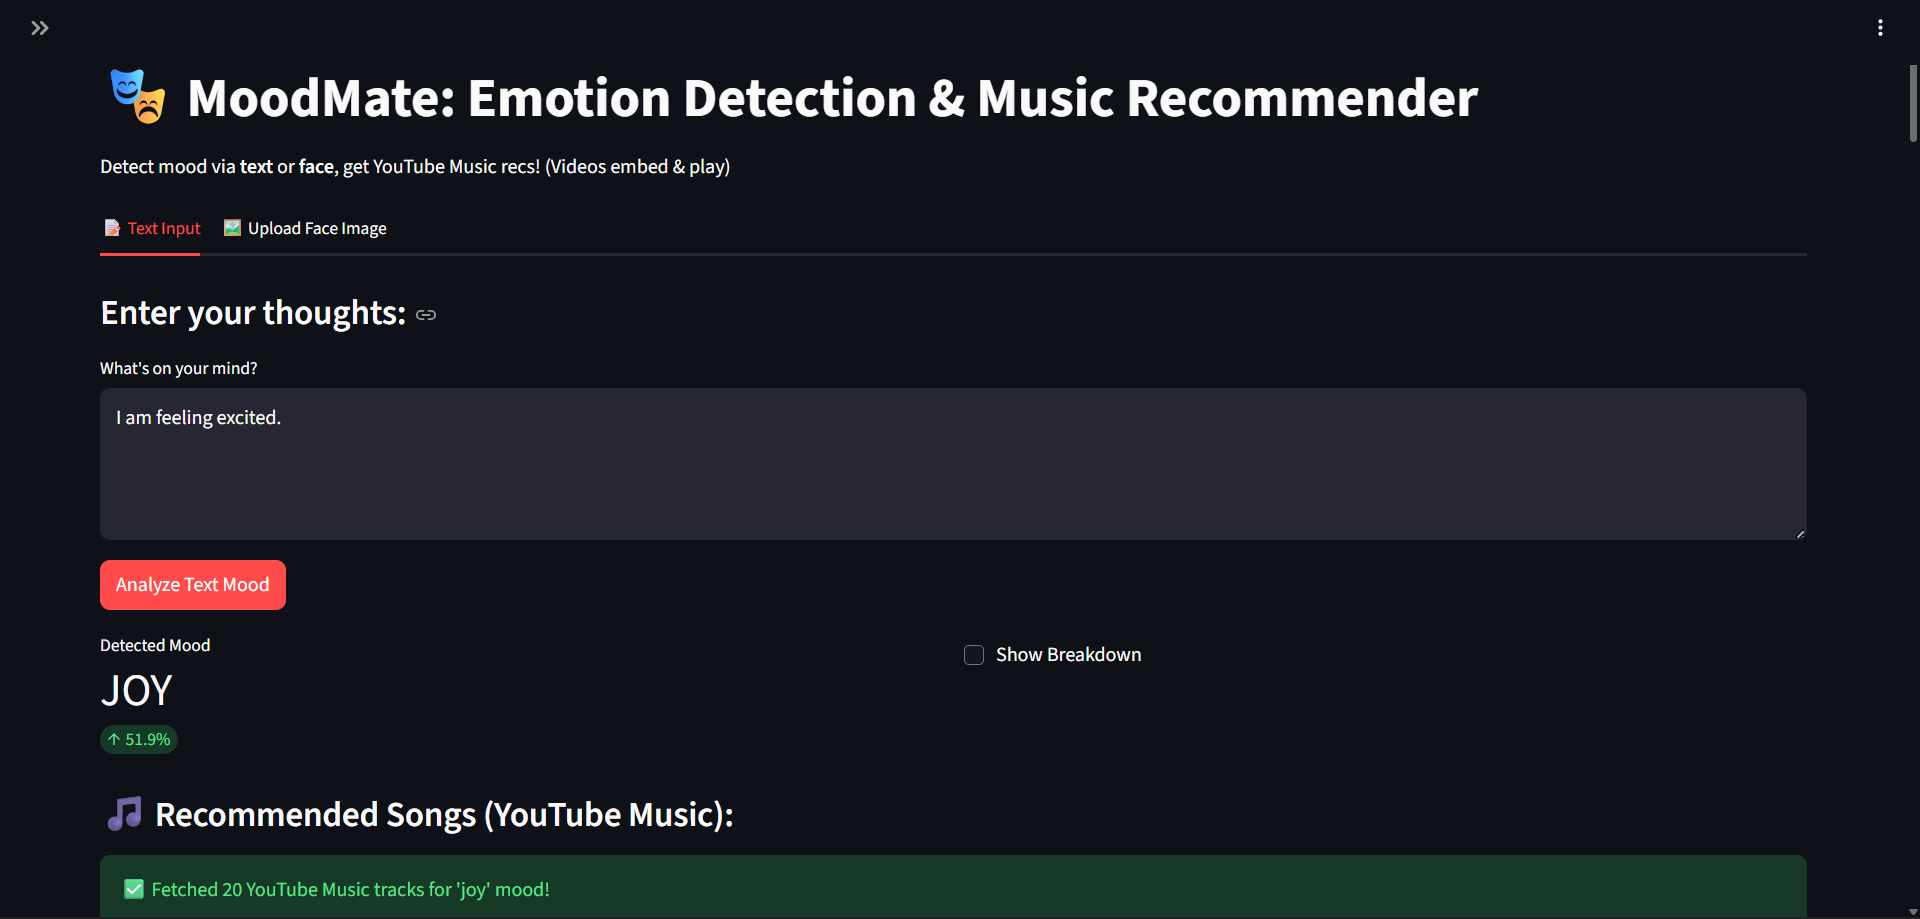 MoodMate: Emotion Detection & Music Recommender
Detect mood via text or face, get YouTube Music recs! (Videos embed & play)
Text Input
Upload Face Image
Enter your thoughts:
What's on your mind?
I am feeling excited.
Analyze Text Mood
Detected Mood
Show Breakdown
JOY
↑ 51.9%
Recommended Songs (YouTube Music):
Fetched 20 YouTube Music tracks for 'joy' mood!